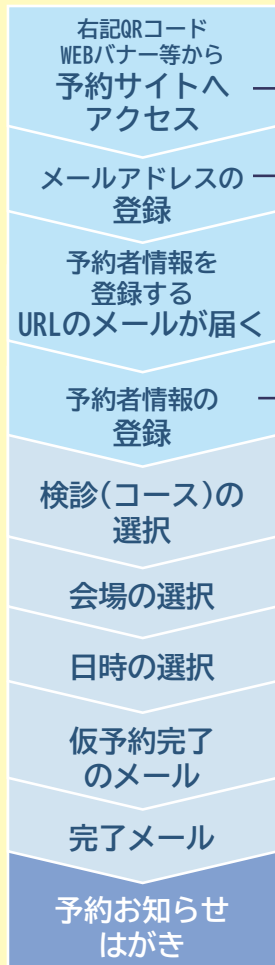 右記QRコード
WEBバナー等から
予約サイトへ
アクセス
メールアドレスの
登録
予約者情報を
登録する
URLのメールが届く
予約者情報の
登録
検診(コース)の
選択
会場の選択
日時の選択
仮予約完了
のメール
完了メール
予約お知らせ
はがき